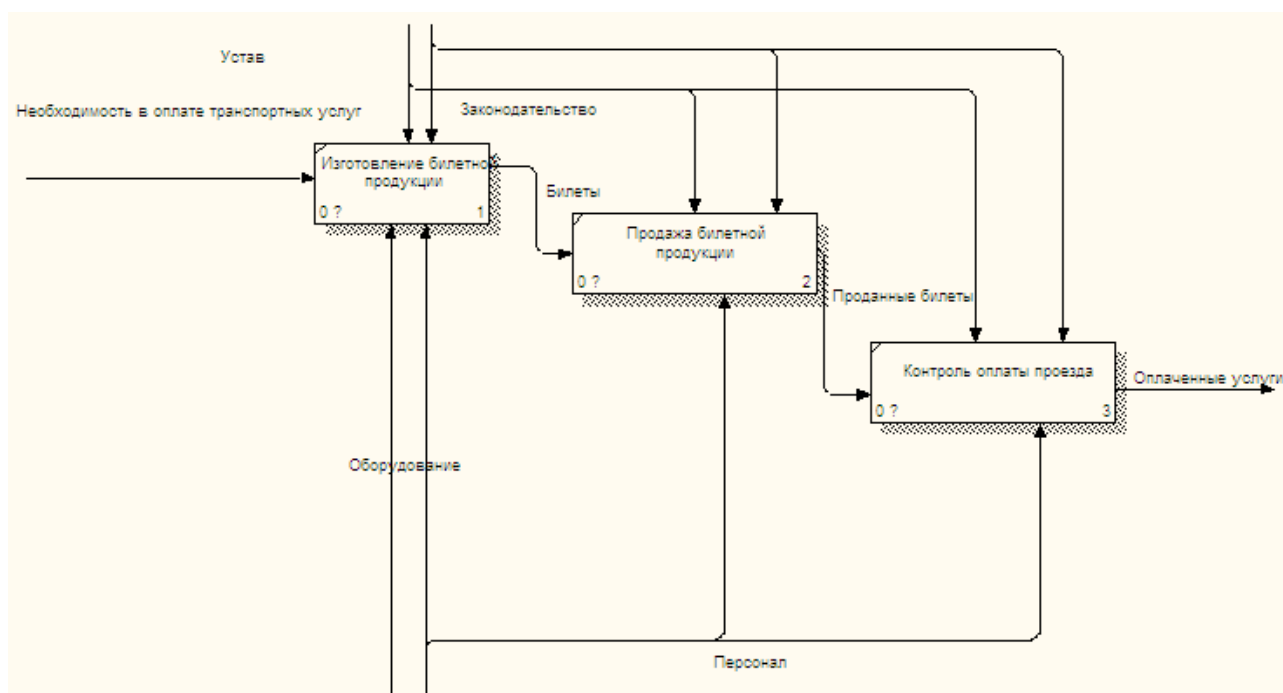 Устав
Необходимость в оплате транспортных услуг
Законодательство
Изготовление билетно
продукции
0 ?
1
Билеты
Продажа билетной
продукции
0 ?
2
Проданные билеты
Контроль оплаты проезда
0 ?
3
Оплаченные услуги
Оборудование
Персонал